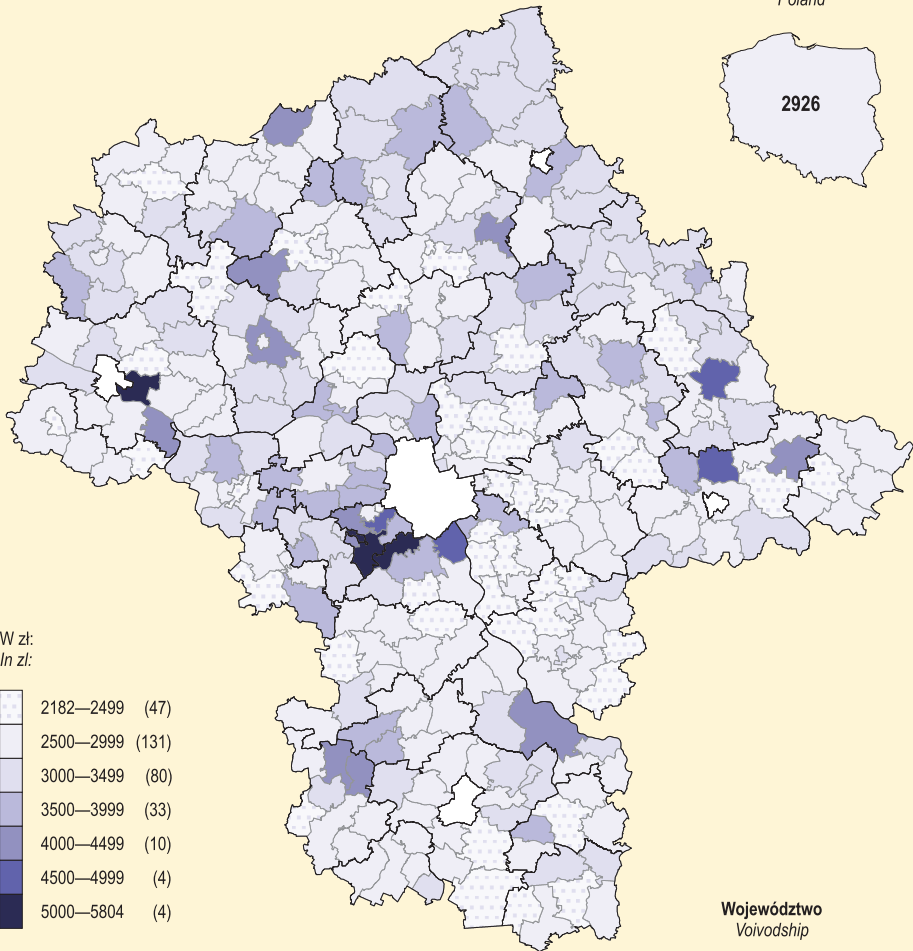 Poland
2926
W zł:
In zl:
2182—2499 (47)
2500—2999 (131)
3000—3499 (80)
3500—3999 (33)
4000—4499 (10)
4500—4999 (4)
5000—5804 (4)
Województwo
Voivodship